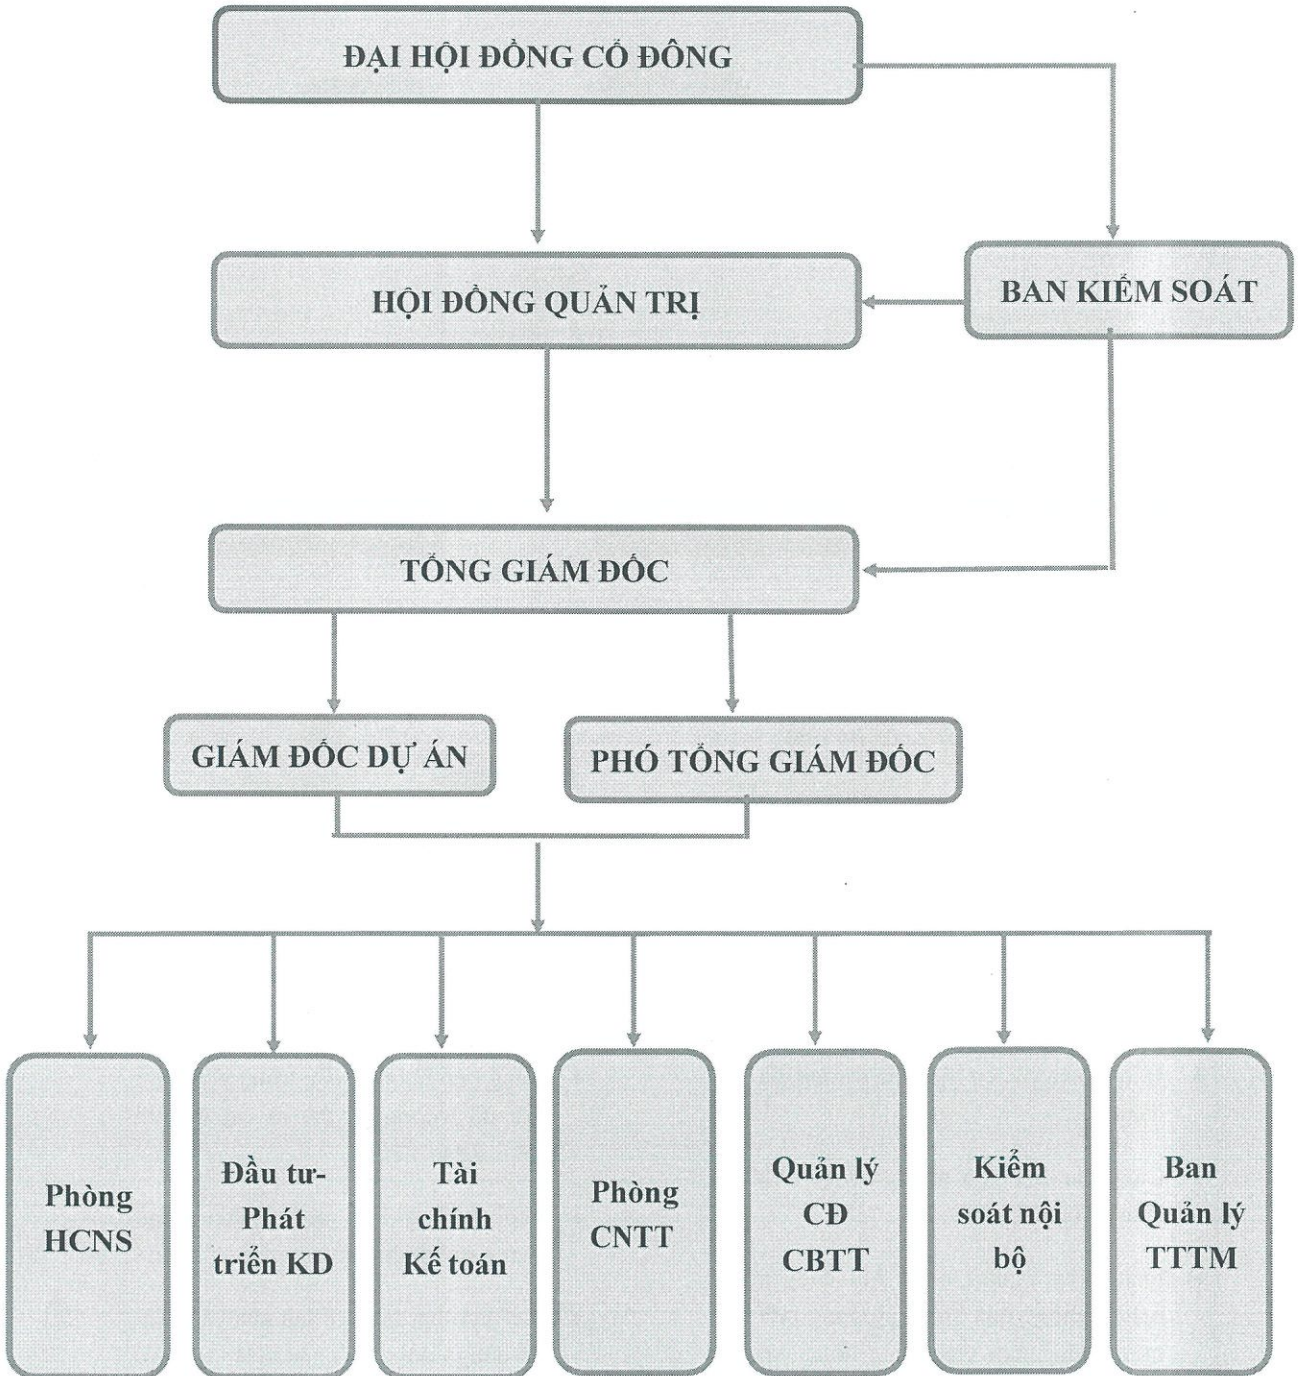 ĐẠI HỘI ĐỒNG CỔ ĐÔNG
HỘI ĐỒNG QUẢN TRỊ
BAN KIỂM SOÁT
TỔNG GIÁM ĐỐC
GIÁM ĐỐC DỰ ÁN
PHÓ TỔNG GIÁM ĐỐC
Phòng
HCNS
Đầu tư-
Phát
triển KD
Tài
chính
Kế toán
Phòng
CNTT
Quản lý
CĐ
CBTT
Kiểm
soát nội
bộ
Ban
Quản lý
TTTM